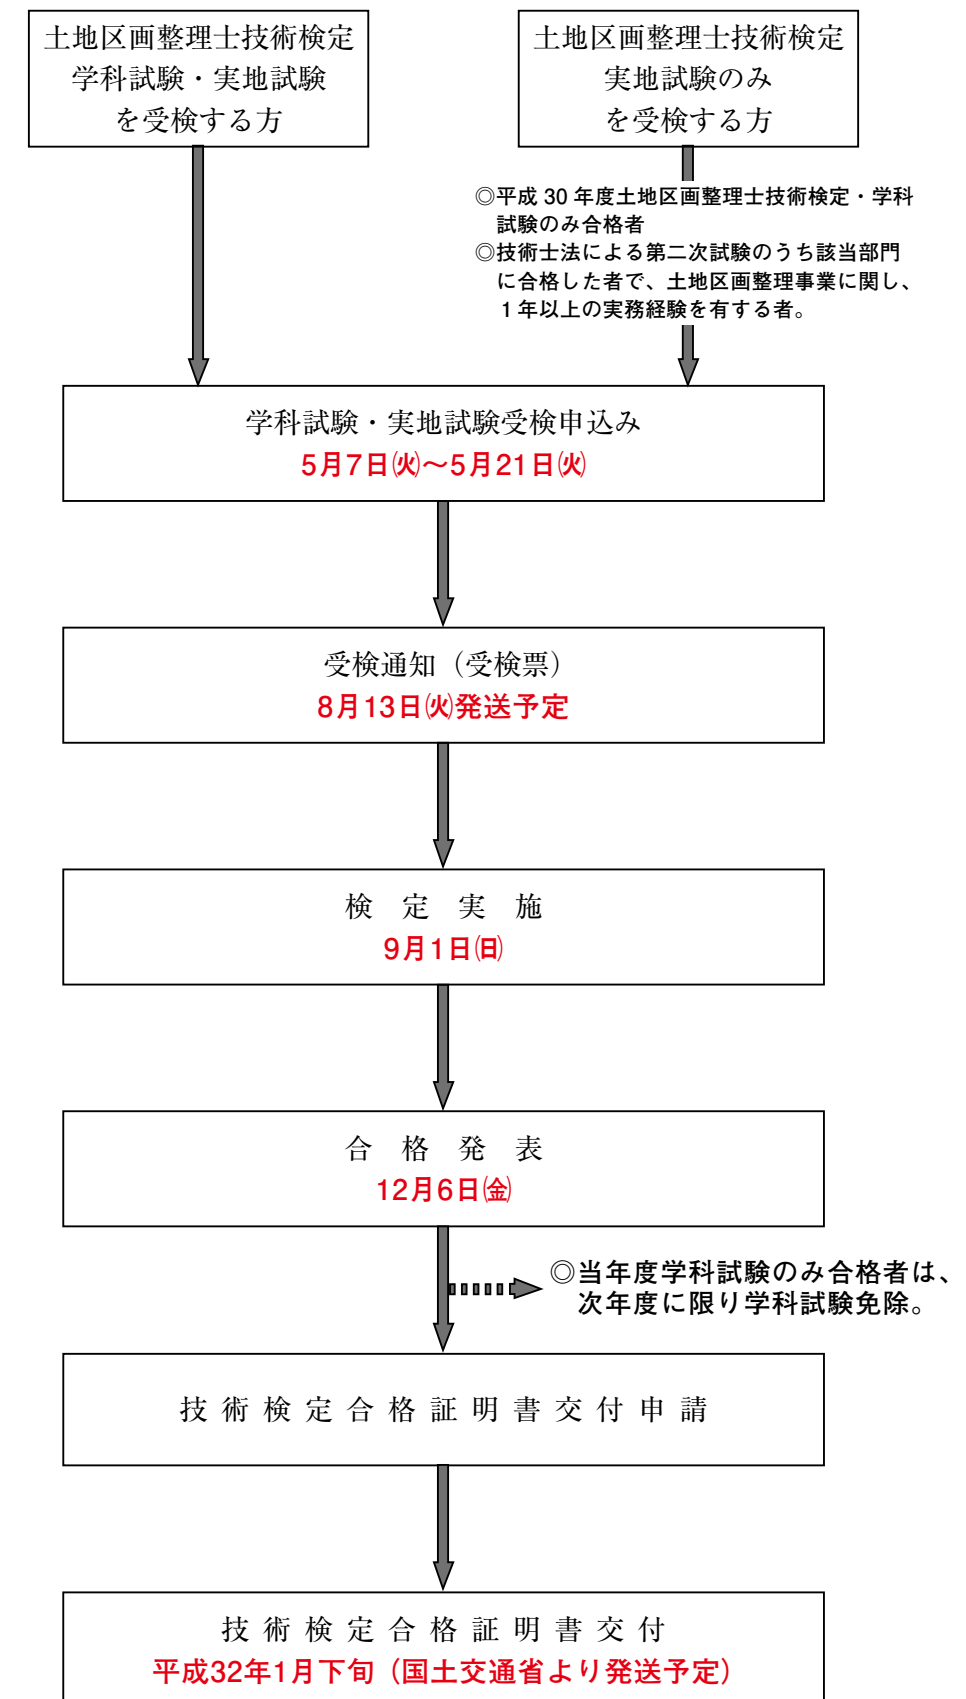 土地区画整理士技術検定
学科試験・実地試験
を受検する方
土地区画整理士技術検定
実地試験のみ
を受検する方
◎平成 30 年度土地区画整理士技術検定・学科
試験のみ合格者
◎技術士法による第二次試験のうち該当部門
に合格した者で、土地区画整理事業に関し、
1 年以上の実務経験を有する者。
学科試験・実地試験受検申込み
5月7日㈫～5月21日㈫
受検通知（受検票）
8月13日㈫発送予定
検　定　実　施
9月1日㈰
合　格　発　表
12月6日㈮
◎当年度学科試験のみ合格者は、
次年度に限り学科試験免除。
技術検定合格証明書交付申請
技術検定合格証明書交付
平成32年1月下旬（国土交通省より発送予定）